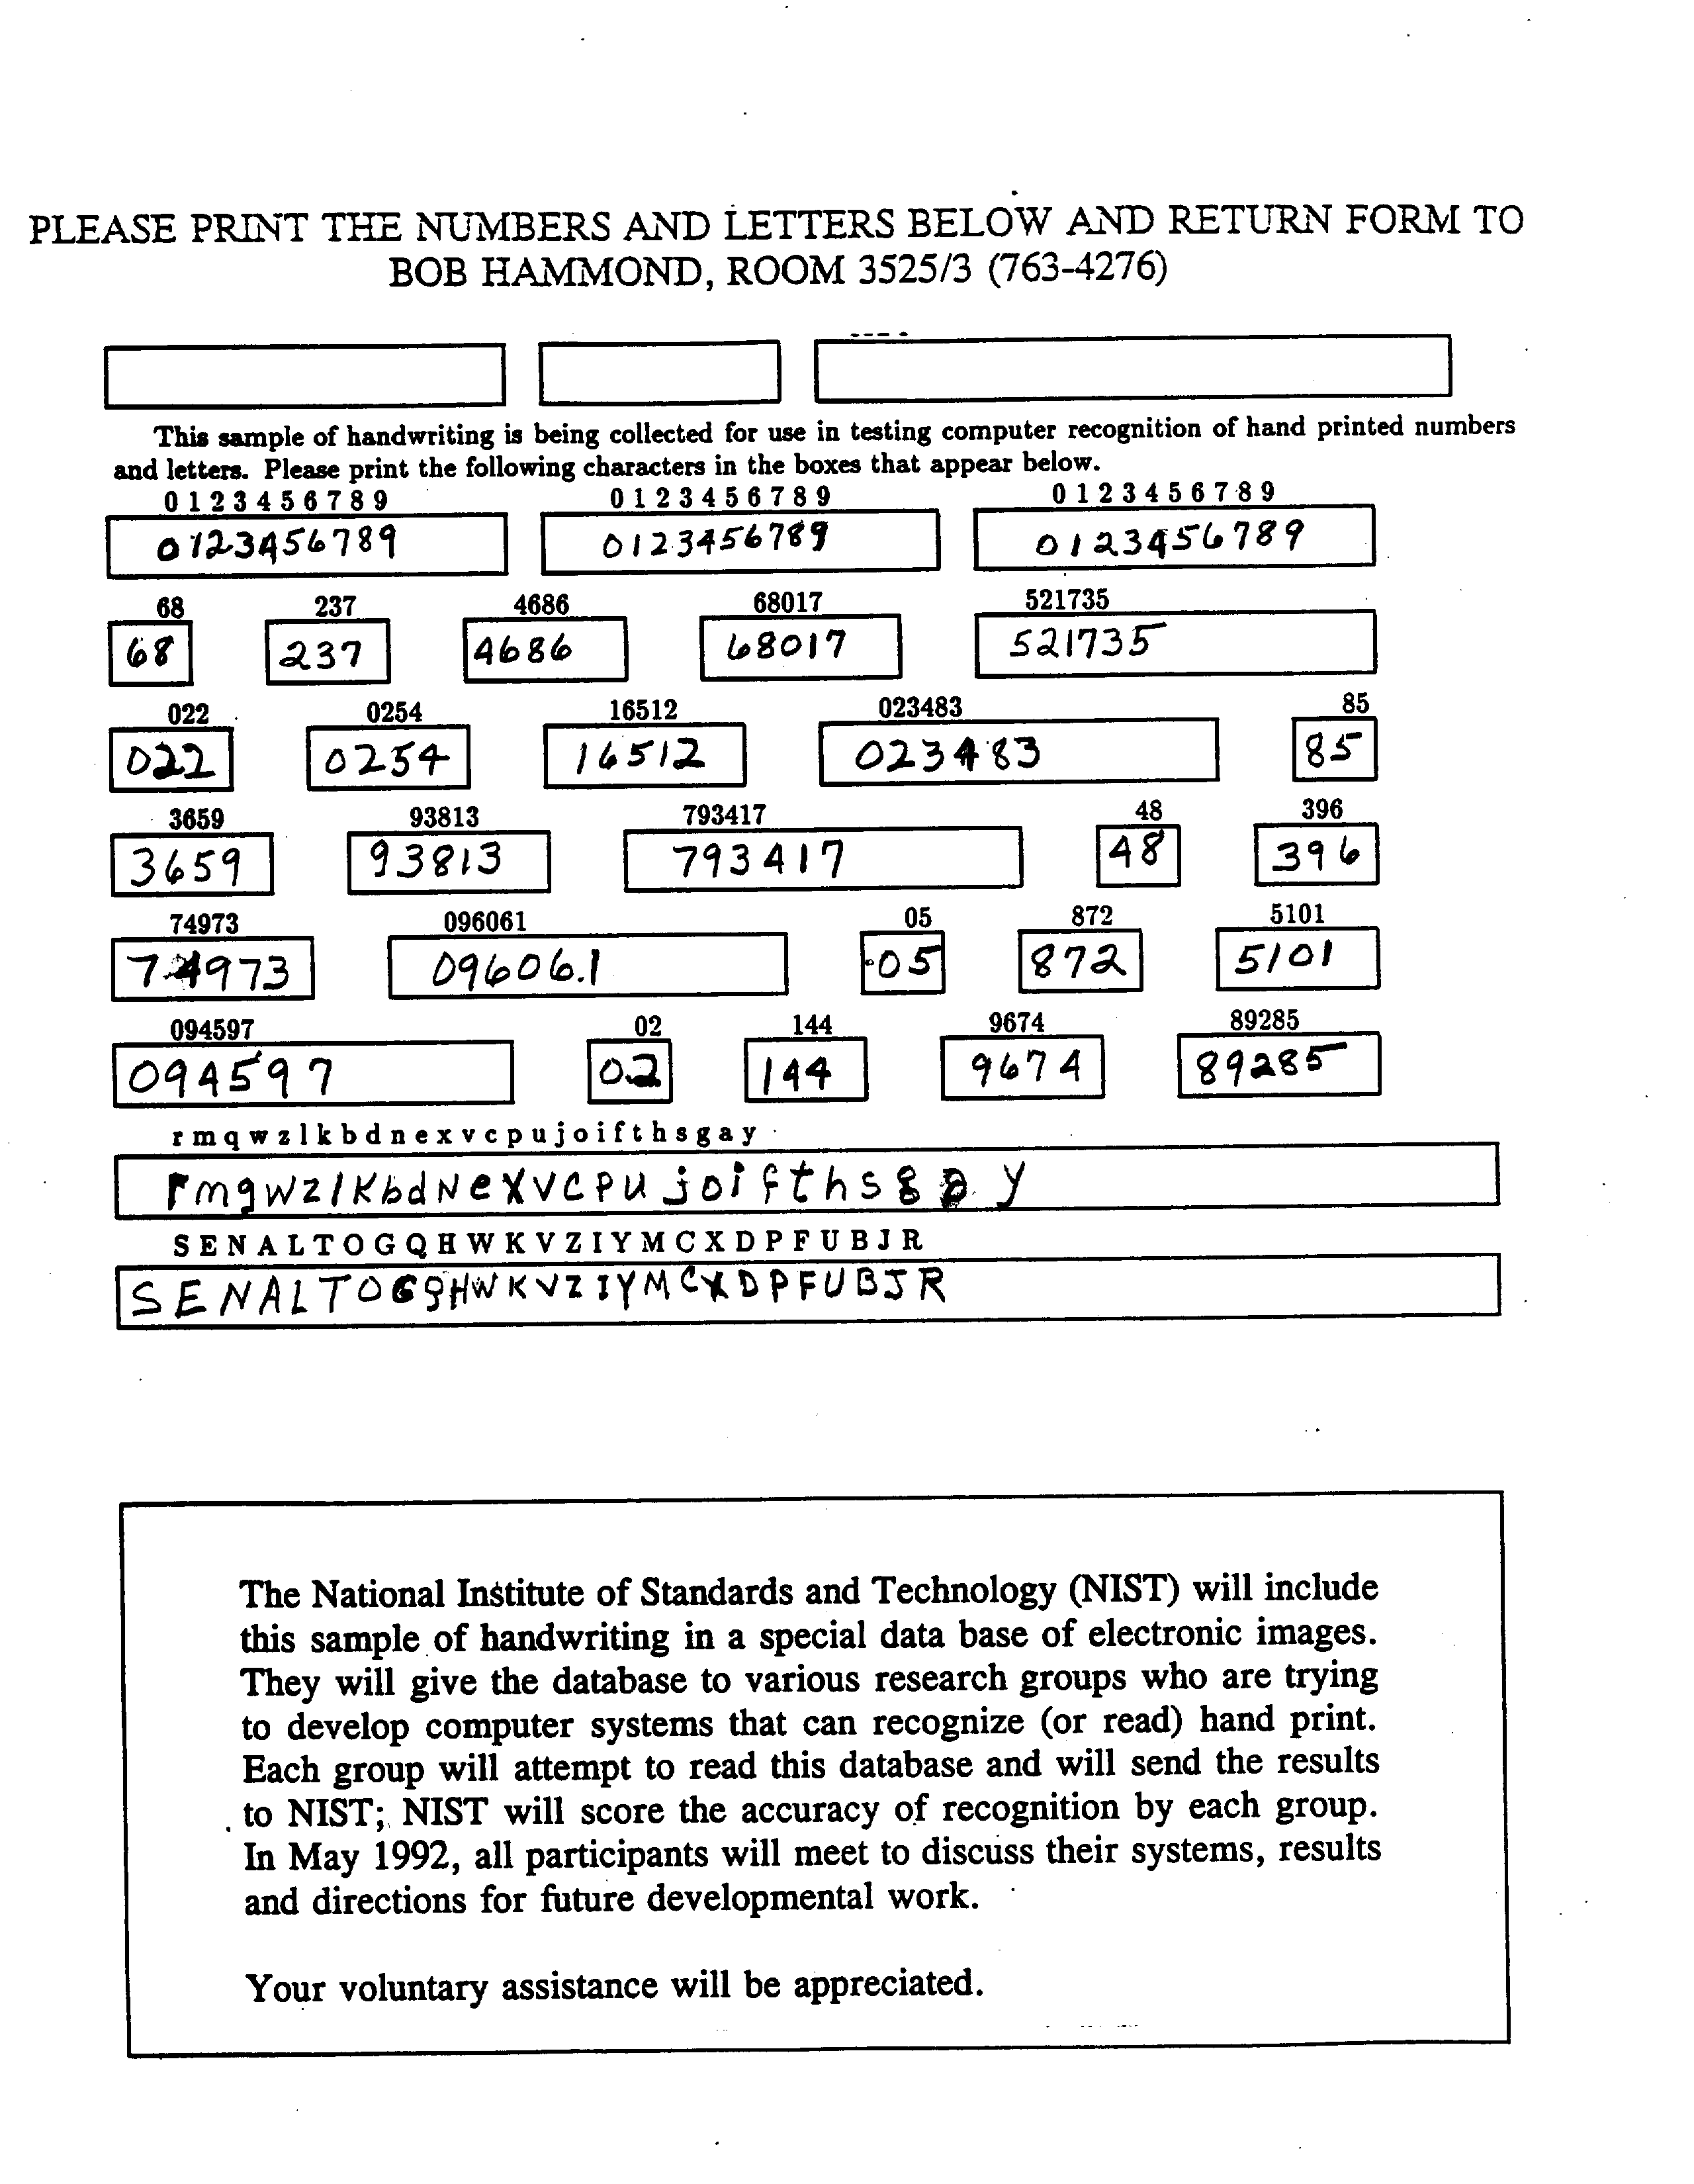 PLEASE PRINT THE NUMBERS AND LETTERS BELOW AND RETURN FORM TO
BOB HAMMOND, ROOM 3525/3 (763-4276)
This sample of handwriting is being collected for use in testing computer recognition of hand printed numbers
and letters. Please print the following characters in the boxes that appear below.
0 1 2 3 4 5 6 7 8 9 0 1 2 3 4 5 6 7 8 9 0 1 2 3 4 5 6 7 8 9
0123456789 0123456789 0123456789
68 237 4686 68017 521735
68 237 4686 68017 521735
022 0254 16512 023483 85
022 0254 16512 023483 85
3659 93813 793417 48 396
3659 93813 793417 48 396
74973 096061 05 872 5101
74973 09606.1 05 872 5101
094597 02 144 9674 89285
094597 02 144 9674 89285
r m q w z l k b d n e x v c p u j o i f t h s g a y
rmqwzlKbdNeXVCPUjoifthsgay
S E N A L T O G Q H W K V Z I Y M C X D P F U B J R
SENALTOGQHWKVZIYMCXDPFUBJR
The National Institute of Standards and Technology (NIST) will include
this sample of handwriting in a special data base of electronic images.
They will give the database to various research groups who are trying
to develop computer systems that can recognize (or read) hand print.
Each group will attempt to read this database and will send the results
to NIST; NIST will score the accuracy of recognition by each group.
In May 1992, all participants will meet to discuss their systems, results
and directions for future developmental work.
Your voluntary assistance will be appreciated.